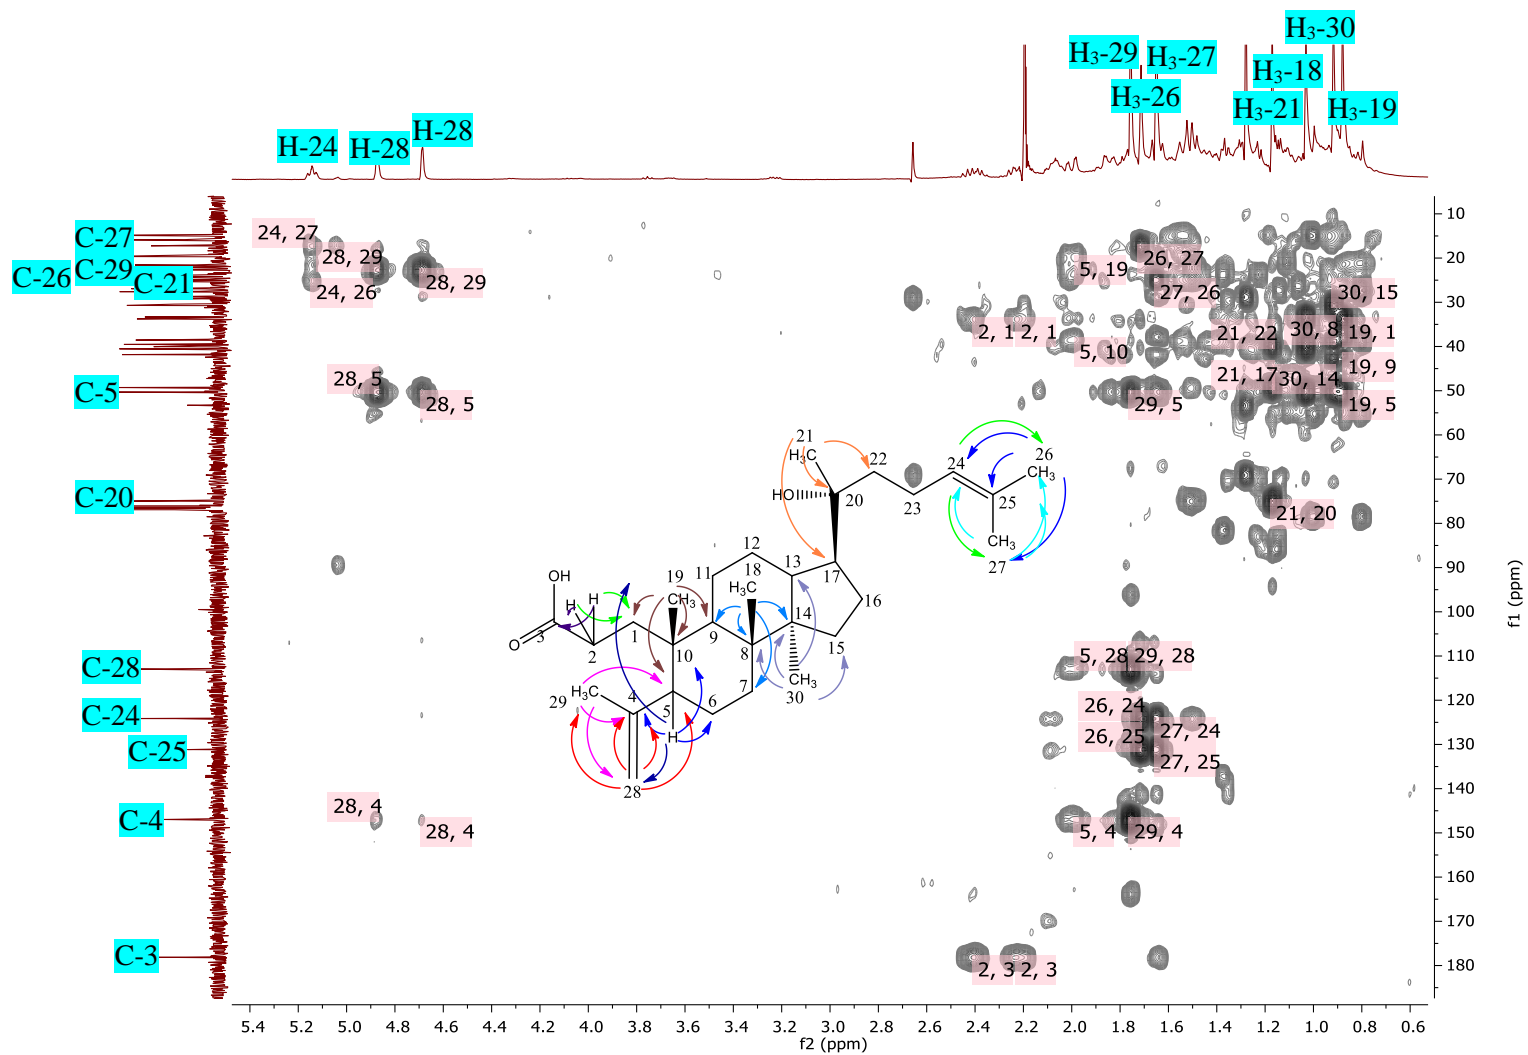 H₃-30
H₃-29 H₃-27
H₃-18
H₃-26
H₃-21 H₃-19
H-28
H-24 H-28
C-27
C-29
C-26 C-21
C-5
C-20
C-28
C-24
C-25
C-4
C-3
24, 27
28, 29
28, 29
24, 26
5, 19
26, 27
27, 26
30, 15
2, 1 2, 1
21, 22
30, 8
19, 1
5, 10
28, 5
28, 5
29, 5
21, 17
30, 14
19, 9
19, 5
21, 20
5, 28 29, 28
26, 24
27, 24
26, 25
27, 25
28, 4
28, 4
5, 4 29, 4
2, 3 2, 3
21
H₃C
22
24
26
CH₃
HO
20
23
25
CH₃
27
12
18
13
17
11
19
H₃C
16
OH
CH₃
H
H
14
3
O
1
9
15
2
10
8
CH₃
7
30
H₃C
4
29
5
6
H
28
10
20
30
40
50
60
70
80
90
100
110
120
130
140
150
160
170
180
f1 (ppm)
5.4 5.2 5.0 4.8 4.6 4.4 4.2 4.0 3.8 3.6 3.4 3.2 3.0 2.8 2.6 2.4 2.2 2.0 1.8 1.6 1.4 1.2 1.0 0.8 0.6
f2 (ppm)